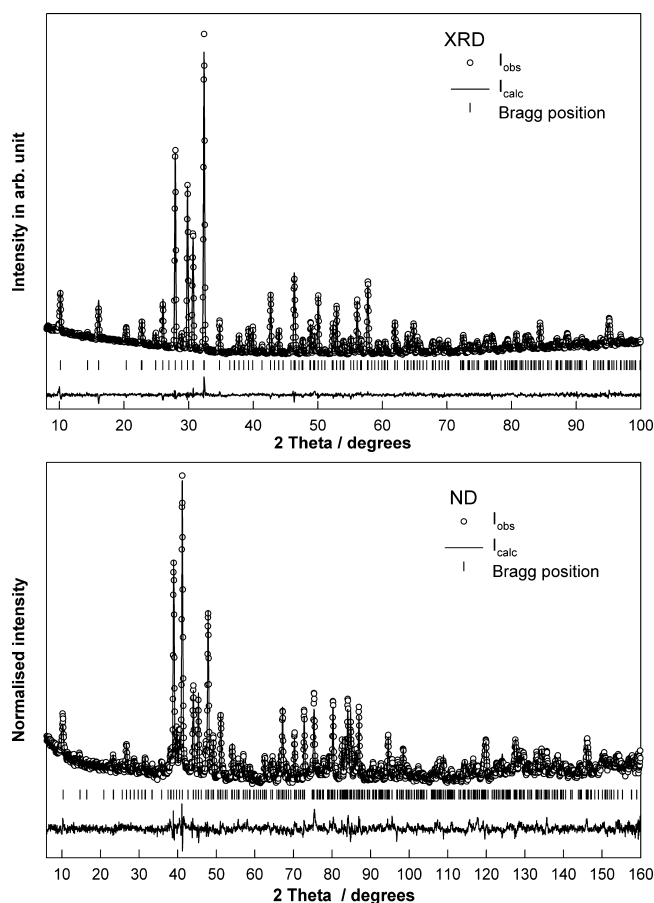 XRD
I_obs
I_calc
Bragg position
Intensity in arb. unit
10 20 30 40 50 60 70 80 90 100
2 Theta / degrees
ND
I_obs
I_calc
Bragg position
Normalised intensity
10 20 30 40 50 60 70 80 90 100 110 120 130 140 150 160
2 Theta / degrees